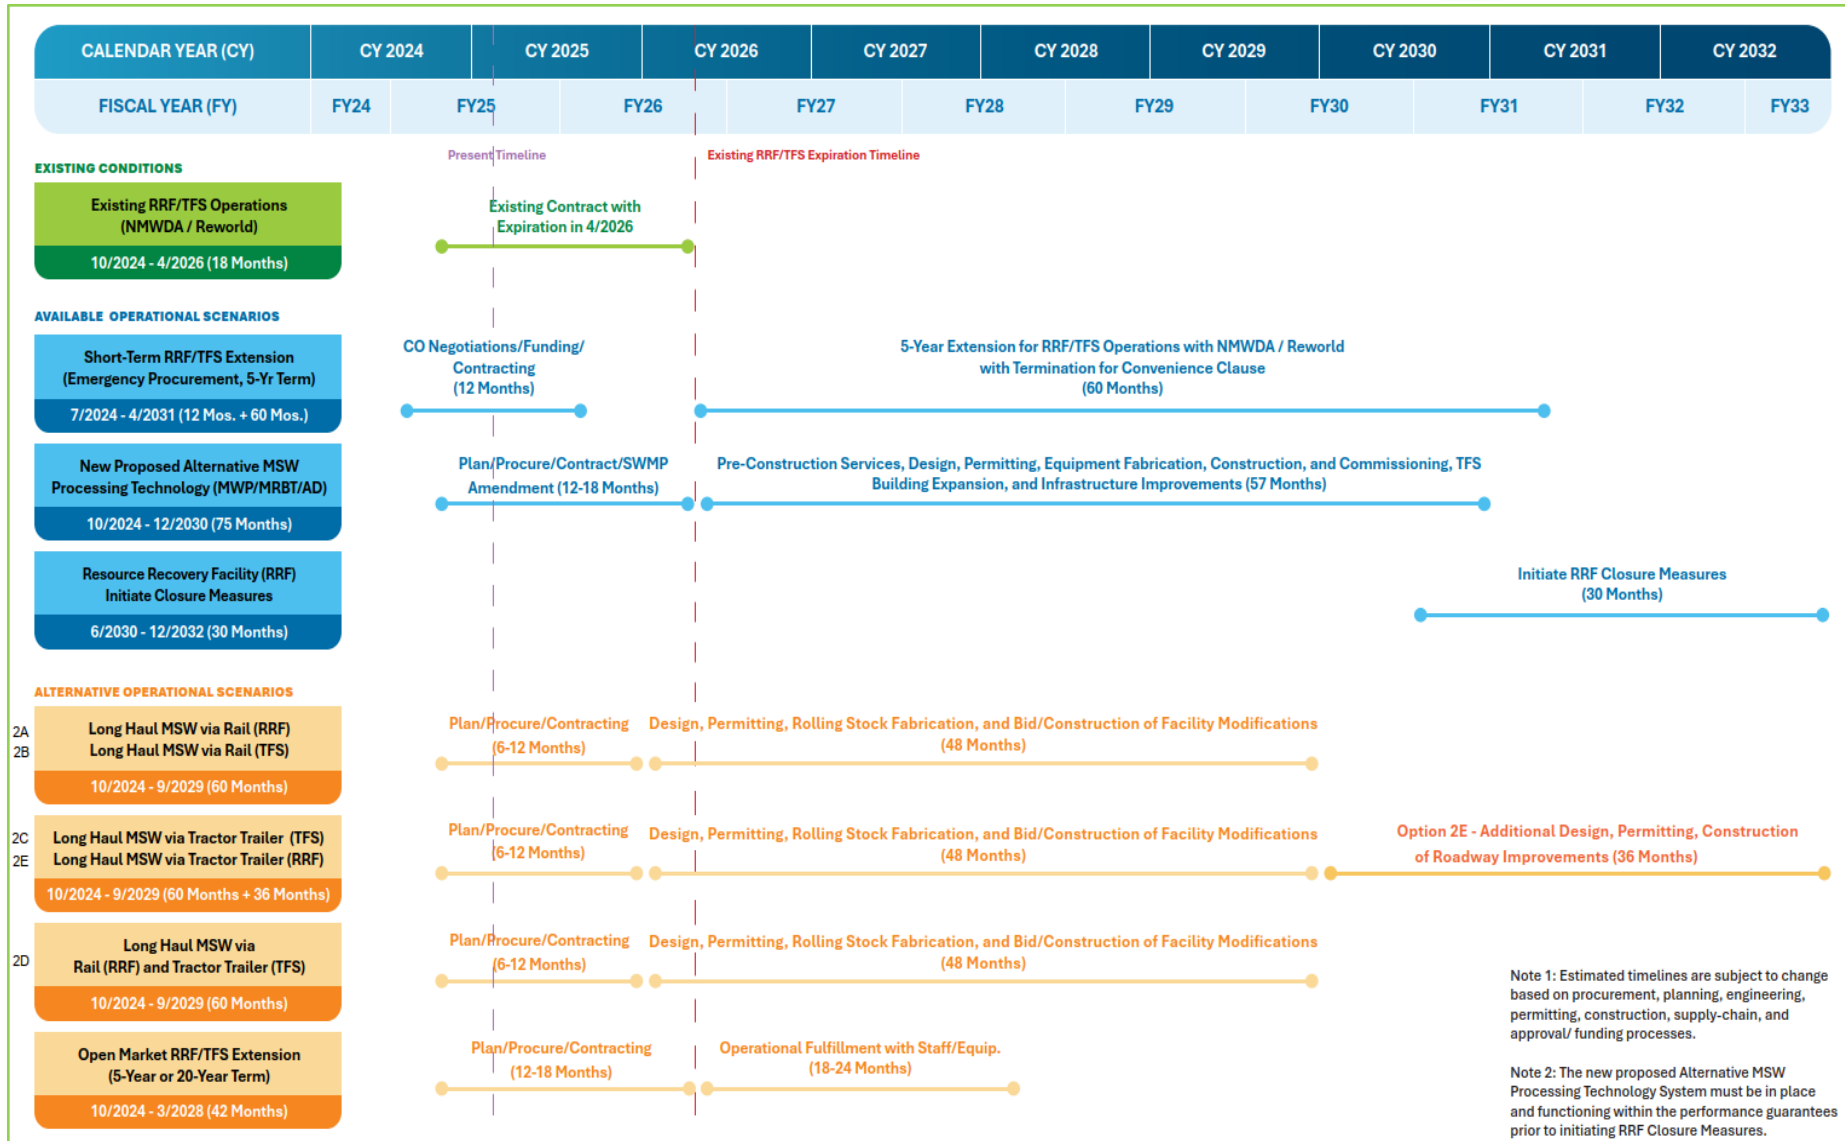 CALENDAR YEAR (CY)
CY 2024
CY 2025
CY 2026
CY 2027
CY 2028
CY 2029
CY 2030
CY 2031
CY 2032
FISCAL YEAR (FY)
FY24
FY25
FY26
FY27
FY28
FY29
FY30
FY31
FY32
FY33
Present Timeline
Existing RRF/TFS Expiration Timeline
EXISTING CONDITIONS
Existing RRF/TFS Operations
(NMWDA / Reworld)
10/2024 - 4/2026 (18 Months)
Existing Contract with
Expiration in 4/2026
AVAILABLE OPERATIONAL SCENARIOS
Short-Term RRF/TFS Extension
(Emergency Procurement, 5-Yr Term)
7/2024 - 4/2031 (12 Mos. + 60 Mos.)
CO Negotiations/Funding/
Contracting
(12 Months)
5-Year Extension for RRF/TFS Operations with NMWDA / Reworld
with Termination for Convenience Clause
(60 Months)
New Proposed Alternative MSW
Processing Technology (MWP/MRBT/AD)
10/2024 - 12/2030 (75 Months)
Plan/Procure/Contract/SWMP
Amendment (12-18 Months)
Pre-Construction Services, Design, Permitting, Equipment Fabrication, Construction, and Commissioning, TFS
Building Expansion, and Infrastructure Improvements (57 Months)
Resource Recovery Facility (RRF)
Initiate Closure Measures
6/2030 - 12/2032 (30 Months)
Initiate RRF Closure Measures
(30 Months)
ALTERNATIVE OPERATIONAL SCENARIOS
2A
2B
Long Haul MSW via Rail (RRF)
Long Haul MSW via Rail (TFS)
10/2024 - 9/2029 (60 Months)
Plan/Procure/Contracting
(6-12 Months)
Design, Permitting, Rolling Stock Fabrication, and Bid/Construction of Facility Modifications
(48 Months)
2C
2E
Long Haul MSW via Tractor Trailer (TFS)
Long Haul MSW via Tractor Trailer (RRF)
10/2024 - 9/2029 (60 Months + 36 Months)
Plan/Procure/Contracting
(6-12 Months)
Design, Permitting, Rolling Stock Fabrication, and Bid/Construction of Facility Modifications
(48 Months)
Option 2E - Additional Design, Permitting, Construction
of Roadway Improvements (36 Months)
2D
Long Haul MSW via
Rail (RRF) and Tractor Trailer (TFS)
10/2024 - 9/2029 (60 Months)
Plan/Procure/Contracting
(6-12 Months)
Design, Permitting, Rolling Stock Fabrication, and Bid/Construction of Facility Modifications
(48 Months)
Open Market RRF/TFS Extension
(5-Year or 20-Year Term)
10/2024 - 3/2028 (42 Months)
Plan/Procure/Contracting
(12-18 Months)
Operational Fulfillment with Staff/Equip.
(18-24 Months)
Note 1: Estimated timelines are subject to change
based on procurement, planning, engineering,
permitting, construction, supply-chain, and
approval/ funding processes.
Note 2: The new proposed Alternative MSW
Processing Technology System must be in place
and functioning within the performance guarantees
prior to initiating RRF Closure Measures.